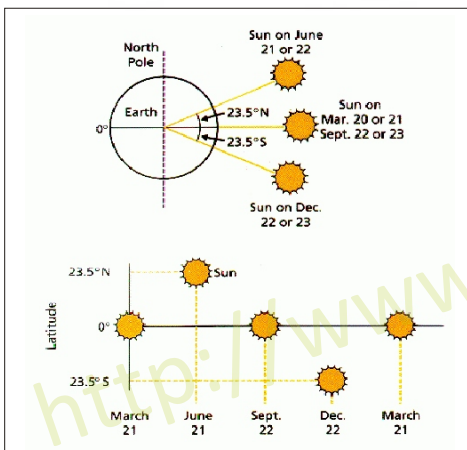 North
Pole
Sun on June
21 or 22
Earth
23.5°N
Sun on
Mar. 20 or 21
Sept. 22 or 23
0°
23.5°S
Sun on Dec.
22 or 23
23.5°N
Sun
Latitude
0°
23.5°S
March
21
June
21
Sept.
22
Dec.
22
March
21
http://www